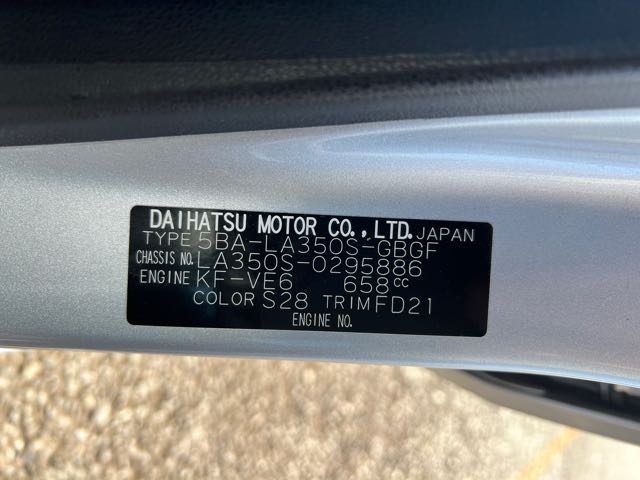 DAIHATSU MOTOR CO.,LTD. JAPAN
TYPE 5BA-LA350S-GBGF
CHASSIS NO. LA350S-0295886
ENGINE KF-VE6 658cc
COLOR S28 TRIM FD21
ENGINE NO.